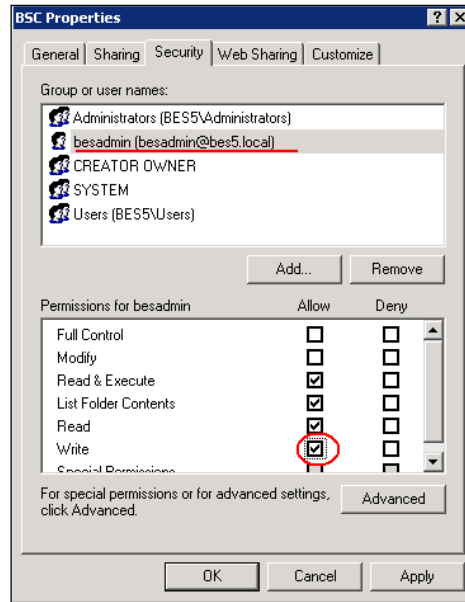 BSC Properties
General Sharing Security Web Sharing Customize
Group or user names:
Administrators (BES5\Administrators)
besadmin (besadmin@bes5.local)
CREATOR OWNER
SYSTEM
Users (BES5\Users)
Add... Remove
Permissions for besadmin Allow Deny
Full Control
Modify
Read & Execute
List Folder Contents
Read
Write
Special Permissions
For special permissions or for advanced settings, Advanced
click Advanced.
OK Cancel Apply